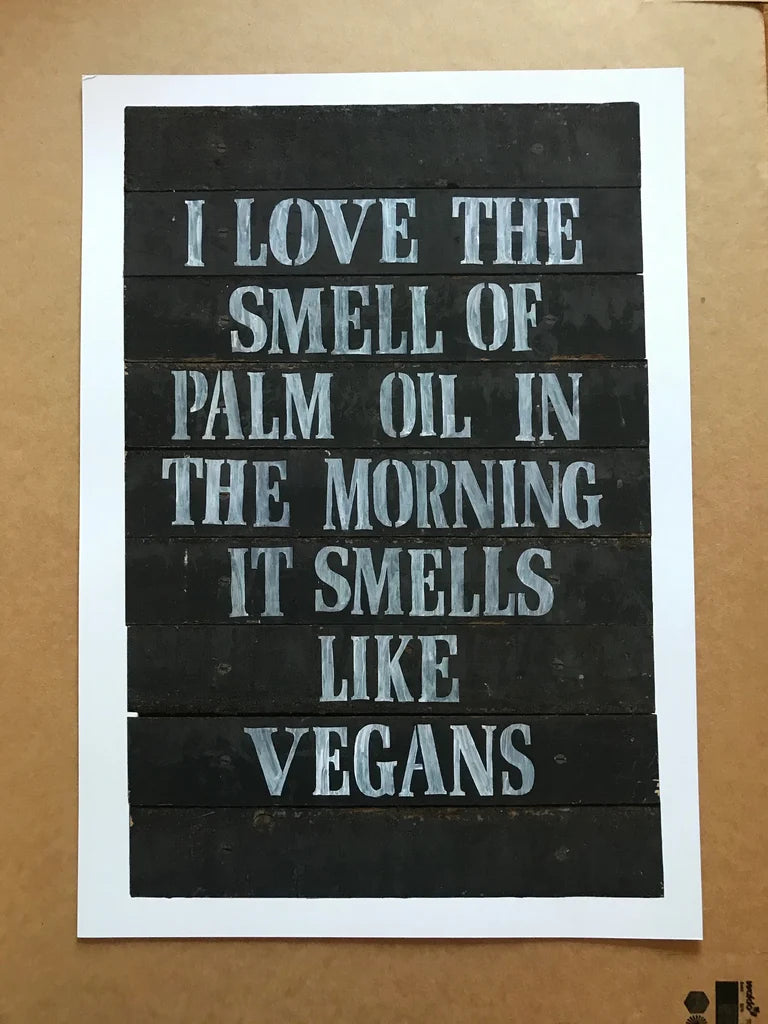 I LOVE THE
SMELL OF
PALM OIL IN
THE MORNING
IT SMELLS
LIKE
VEGANS